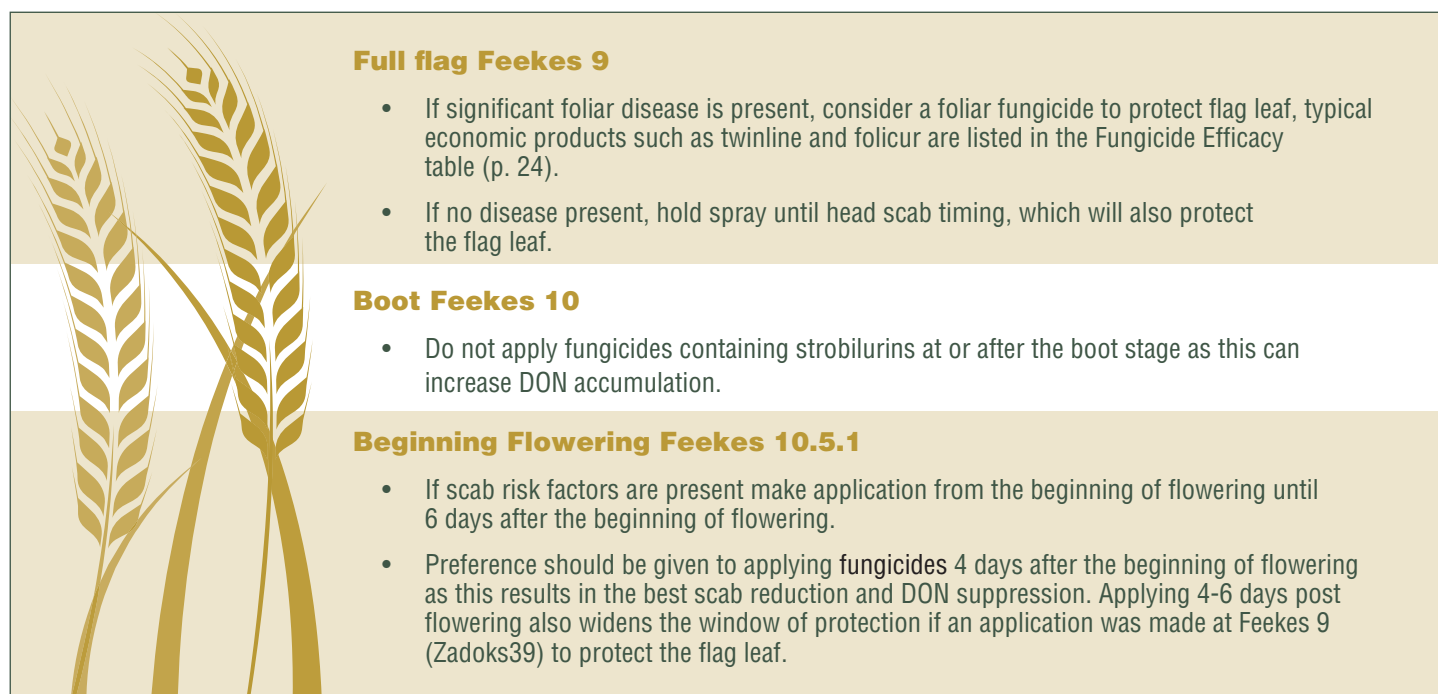 Full flag Feekes 9
• If significant foliar disease is present, consider a foliar fungicide to protect flag leaf, typical
economic products such as twinline and folicur are listed in the Fungicide Efficacy
table (p. 24).
• If no disease present, hold spray until head scab timing, which will also protect
the flag leaf.
Boot Feekes 10
• Do not apply fungicides containing strobilurins at or after the boot stage as this can
increase DON accumulation.
Beginning Flowering Feekes 10.5.1
• If scab risk factors are present make application from the beginning of flowering until
6 days after the beginning of flowering.
• Preference should be given to applying fungicides 4 days after the beginning of flowering
as this results in the best scab reduction and DON suppression. Applying 4-6 days post
flowering also widens the window of protection if an application was made at Feekes 9
(Zadoks39) to protect the flag leaf.